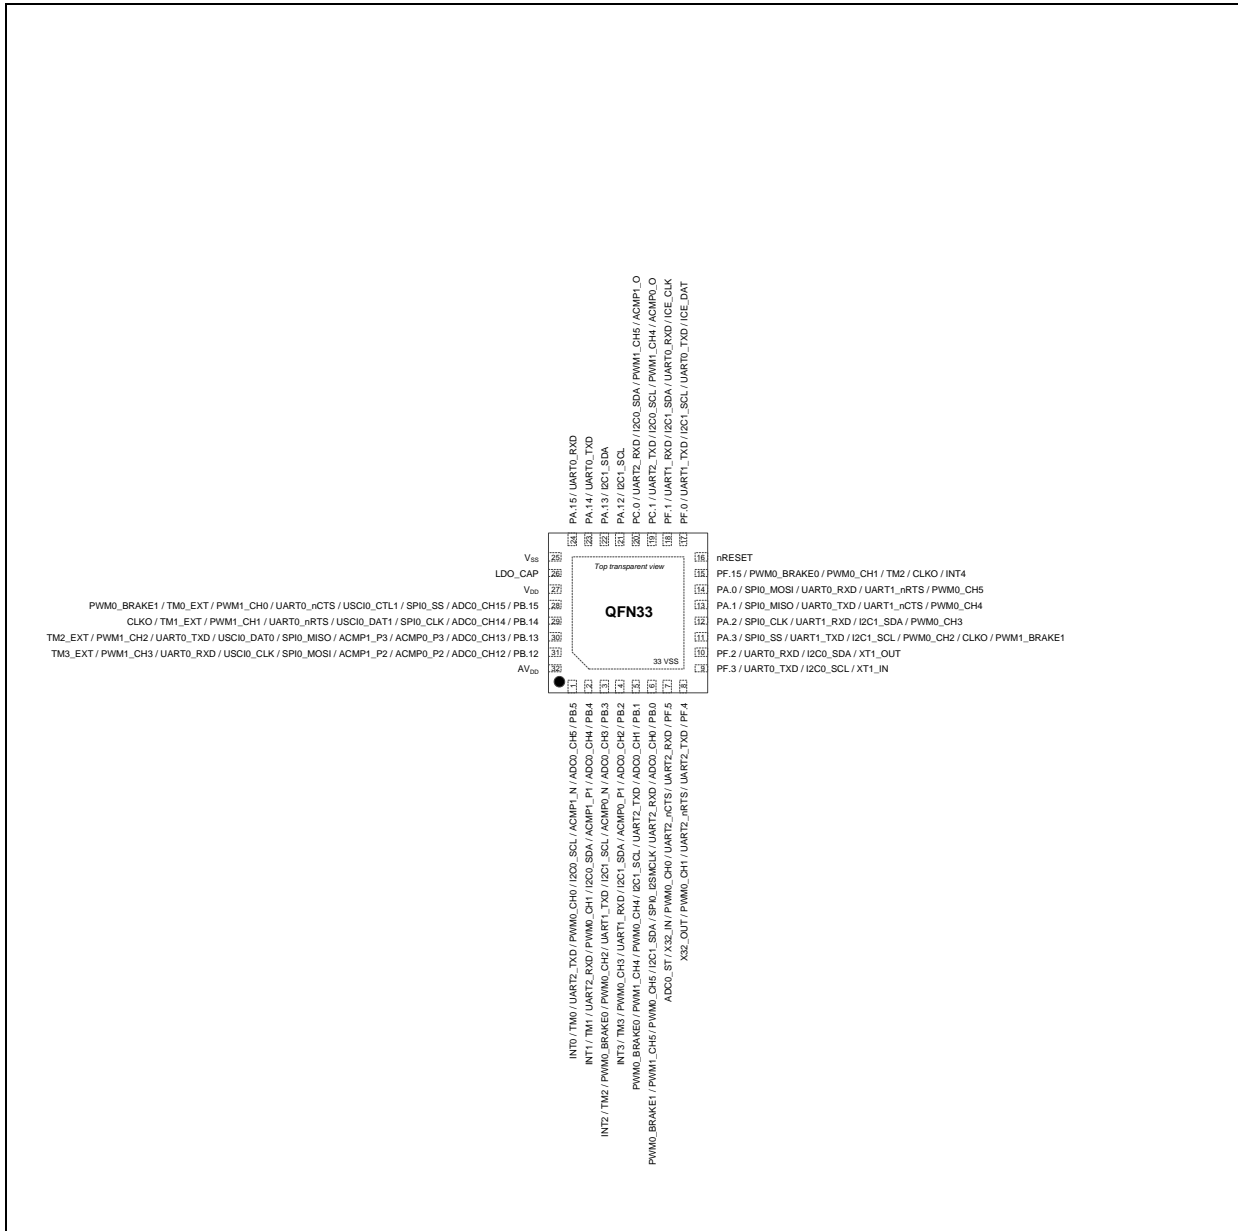 PA.15 / UART0_RXD
PA.14 / UART0_TXD
PA.13 / I2C1_SDA
PA.12 / I2C1_SCL
PC.0 / UART2_RXD / I2C0_SDA / PWM1_CH5 / ACMP1_O
PC.1 / UART2_TXD / I2C0_SCL / PWM1_CH4 / ACMP0_O
PF.1 / UART1_RXD / I2C1_SDA / UART0_RXD / ICE_CLK
PF.0 / UART1_TXD / I2C1_SCL / UART0_TXD / ICE_DAT
24 23 22 21 20 19 18 17
VSS 25
LDO_CAP 26
VDD 27
PWM0_BRAKE1 / TM0_EXT / PWM1_CH0 / UART0_nCTS / USCI0_CTL1 / SPI0_SS / ADC0_CH15 / PB.15 28
CLKO / TM1_EXT / PWM1_CH1 / UART0_nRTS / USCI0_DAT1 / SPI0_CLK / ADC0_CH14 / PB.14 29
TM2_EXT / PWM1_CH2 / UART0_TXD / USCI0_DAT0 / SPI0_MISO / ACMP1_P3 / ACMP0_P3 / ADC0_CH13 / PB.13 30
TM3_EXT / PWM1_CH3 / UART0_RXD / USCI0_CLK / SPI0_MOSI / ACMP1_P2 / ACMP0_P2 / ADC0_CH12 / PB.12 31
AVDD 32
Top transparent view
QFN33
33 VSS
16 nRESET
15 PF.15 / PWM0_BRAKE0 / PWM0_CH1 / TM2 / CLKO / INT4
14 PA.0 / SPI0_MOSI / UART0_RXD / UART1_nRTS / PWM0_CH5
13 PA.1 / SPI0_MISO / UART0_TXD / UART1_nCTS / PWM0_CH4
12 PA.2 / SPI0_CLK / UART1_RXD / I2C1_SDA / PWM0_CH3
11 PA.3 / SPI0_SS / UART1_TXD / I2C1_SCL / PWM0_CH2 / CLKO / PWM1_BRAKE1
10 PF.2 / UART0_RXD / I2C0_SDA / XT1_OUT
9 PF.3 / UART0_TXD / I2C0_SCL / XT1_IN
1 2 3 4 5 6 7 8
INT0 / TM0 / UART2_TXD / PWM0_CH0 / I2C0_SCL / ACMP1_N / ADC0_CH5 / PB.5
INT1 / TM1 / UART2_RXD / PWM0_CH1 / I2C0_SDA / ACMP1_P1 / ADC0_CH4 / PB.4
INT2 / TM2 / PWM0_BRAKE0 / PWM0_CH2 / UART1_TXD / I2C1_SCL / ACMP0_N / ADC0_CH3 / PB.3
INT3 / TM3 / PWM0_CH3 / UART1_RXD / I2C1_SDA / ACMP0_P1 / ADC0_CH2 / PB.2
PWM0_BRAKE0 / PWM1_CH4 / PWM0_CH4 / I2C1_SCL / UART2_TXD / ADC0_CH1 / PB.1
PWM0_BRAKE1 / PWM1_CH5 / PWM0_CH5 / I2C1_SDA / SPI0_I2SMCLK / UART2_RXD / ADC0_CH0 / PB.0
ADC0_ST / X32_IN / PWM0_CH0 / UART2_nCTS / UART2_RXD / PF.5
X32_OUT / PWM0_CH1 / UART2_nRTS / UART2_TXD / PF.4